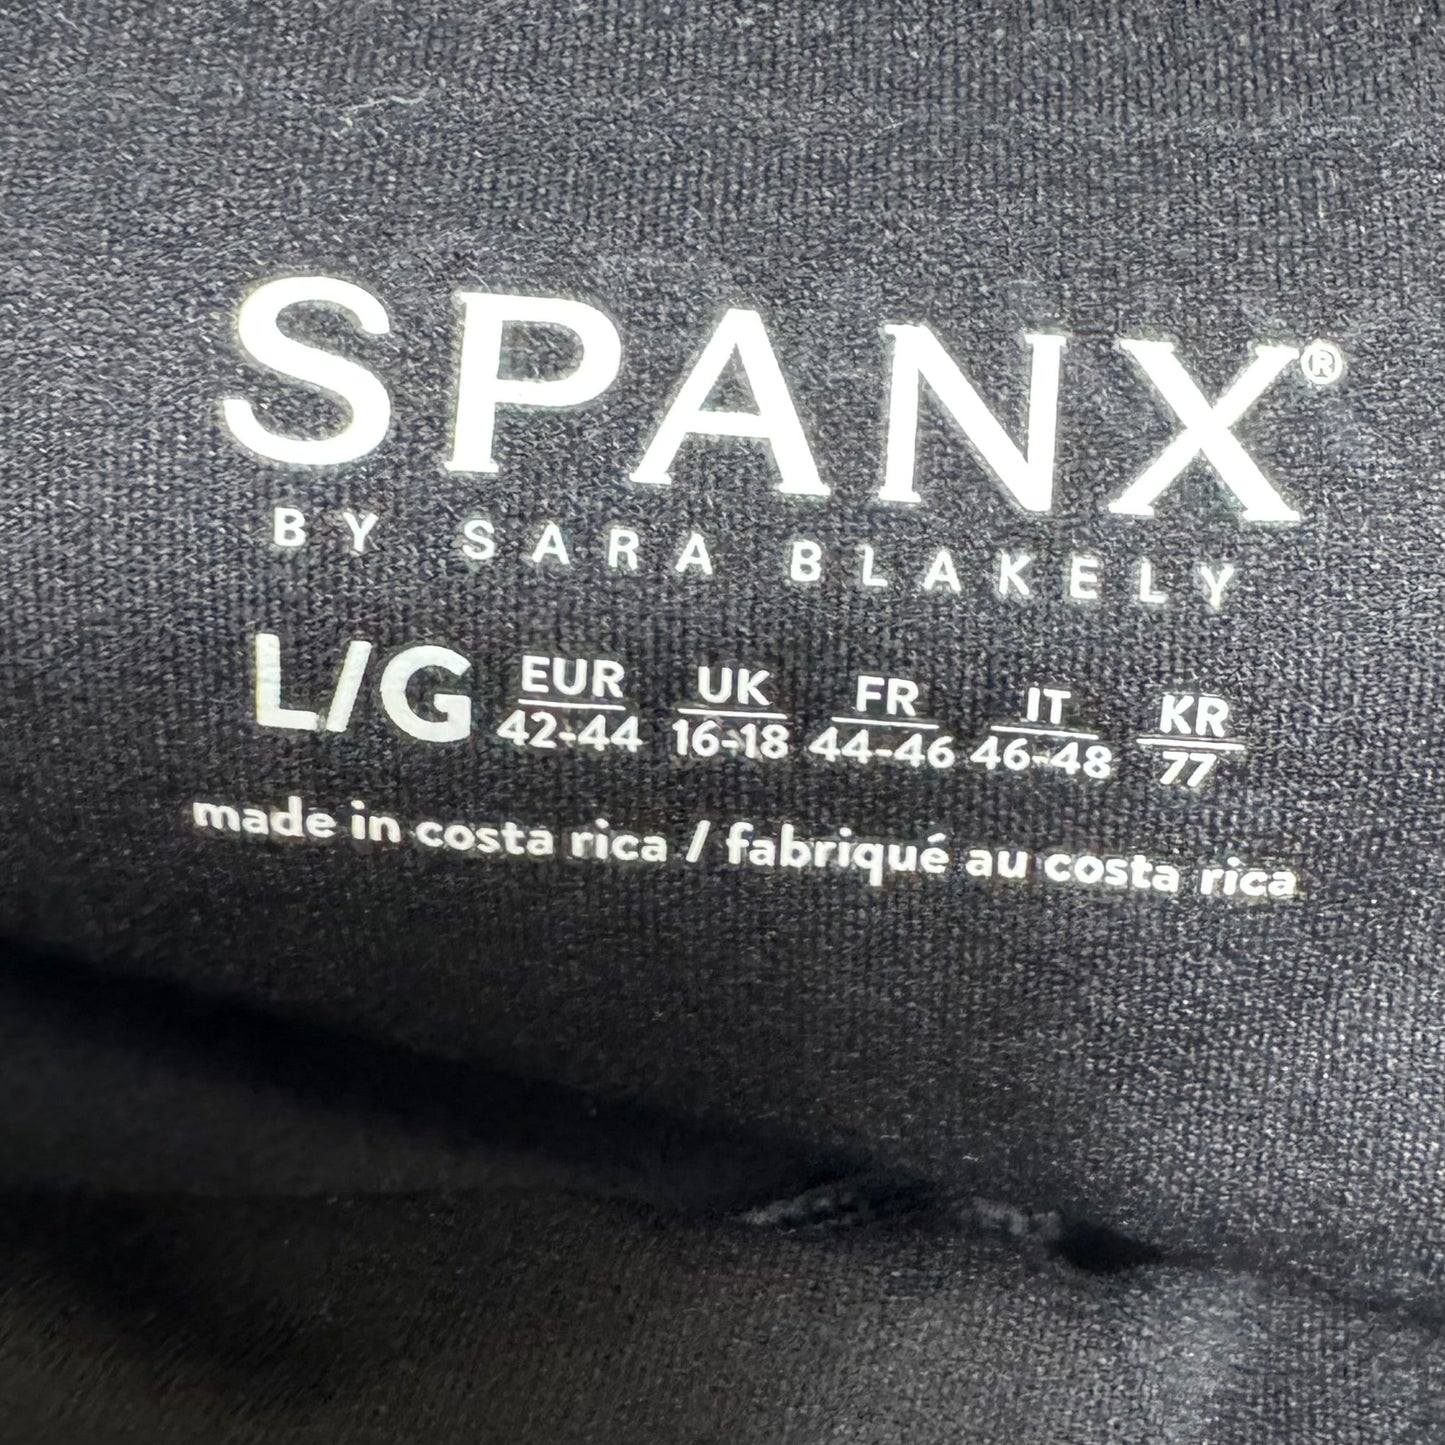 SPANX®
BY SARA BLAKELY
L/G EUR UK FR IT KR
42-44 16-18 44-46 46-48 77
made in costa rica / fabriqué au costa rica